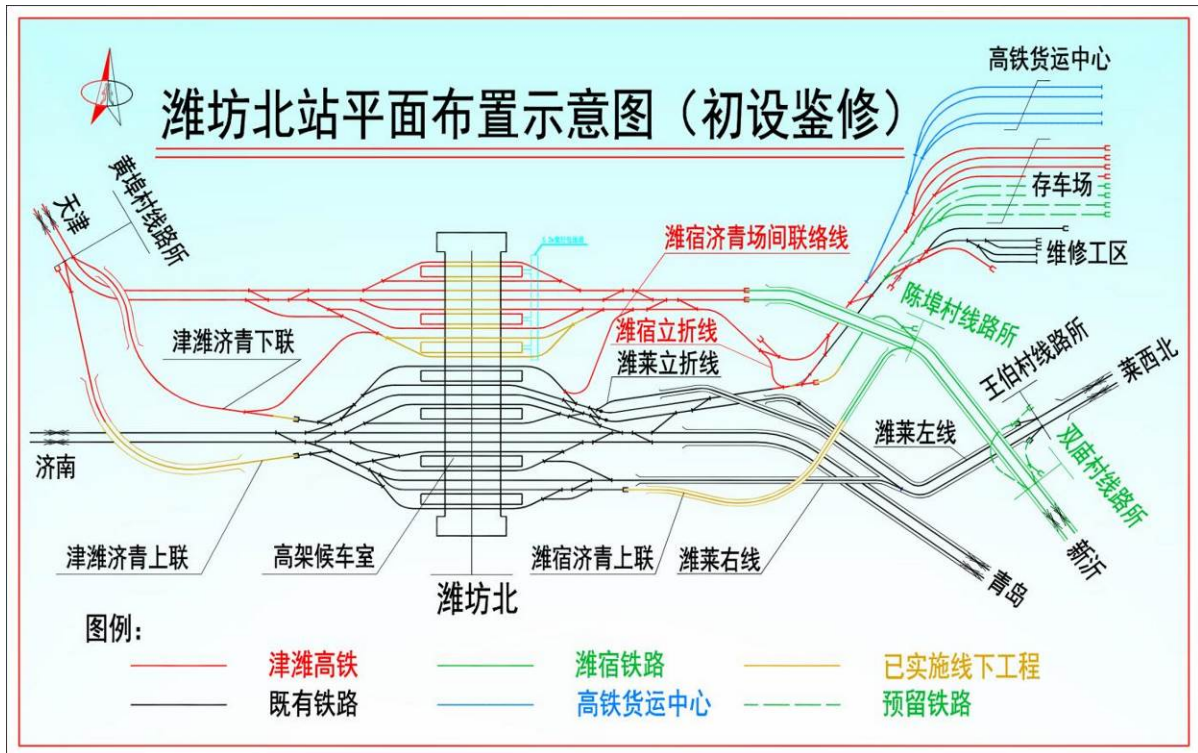 高铁货运中心
潍坊北站平面布置示意图（初设鉴修）
天津
黄埠村线路所
存车场
潍宿济青场间联络线
维修工区
陈埠村线路所
津潍济青下联
潍宿立折线
潍莱立折线
王伯村线路所
莱西北
济南
潍莱左线
双庙村线路所
津潍济青上联
高架候车室
潍宿济青上联
潍莱右线
新沂
潍坊北
青岛
图例：
津潍高铁
潍宿铁路
已实施线下工程
既有铁路
高铁货运中心
预留铁路